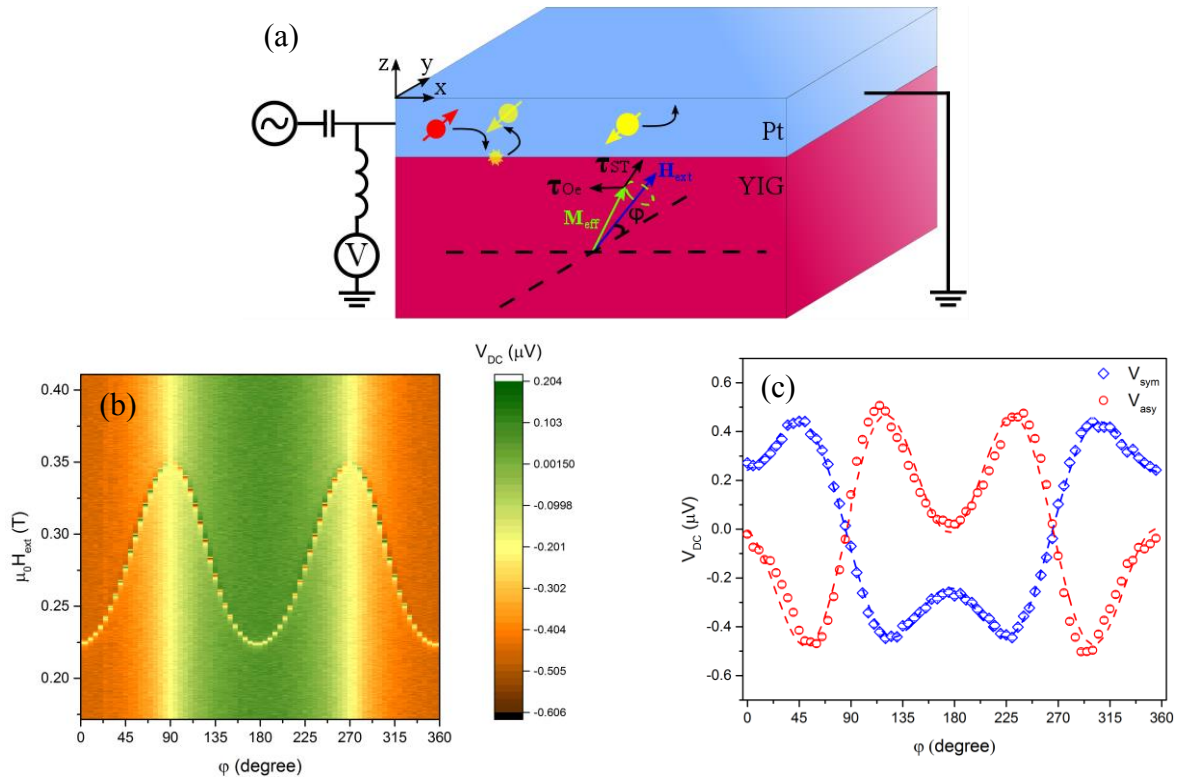 (a)
z
y
x
Pt
τST
Hext
τOe
YIG
Meff
φ
V
VDC (μV)
(b)
0.40
0.35
0.30
0.25
0.20
μ0Hext (T)
0 45 90 135 180 225 270 315 360
φ (degree)
0.204
0.103
0.00150
-0.0998
-0.201
-0.302
-0.404
-0.505
-0.606
(c)
Vsym
Vasy
0.6
0.4
0.2
0.0
-0.2
-0.4
-0.6
VDC (μV)
0 45 90 135 180 225 270 315 360
φ (degree)